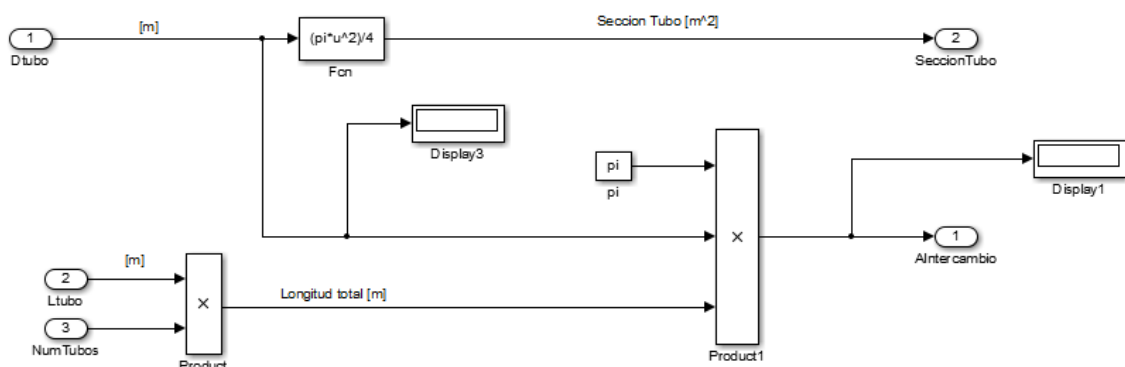 [m]
Seccion Tubo [m^2]
1
(pi*u^2)/4
2
Dtubo
Fcn
SeccionTubo
Display3
pi
pi
Display1
×
1
AIntercambio
[m]
2
Ltubo
×
Longitud total [m]
3
NumTubos
Product
Product1